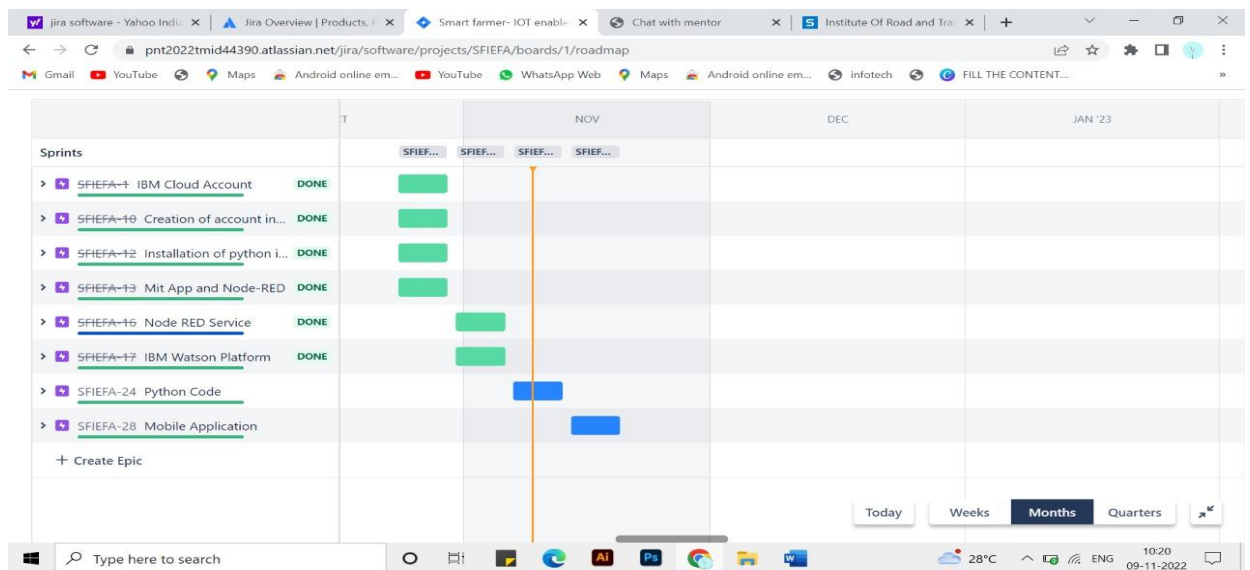 jira software - Yahoo Indi
Jira Overview | Products,
Smart farmer- IOT enable
Chat with mentor
Institute Of Road and Tra
pnt2022tmid44390.atlassian.net/jira/software/projects/SFIEFA/boards/1/roadmap
Gmail YouTube Maps Android online em... YouTube WhatsApp Web Maps Android online em... infotech FILL THE CONTENT...
T NOV DEC JAN '23
Sprints SFIEF... SFIEF... SFIEF... SFIEF...
SFIEFA-1 IBM Cloud Account DONE
SFIEFA-10 Creation of account in... DONE
SFIEFA-12 Installation of python i... DONE
SFIEFA-13 Mit App and Node-RED DONE
SFIEFA-16 Node RED Service DONE
SFIEFA-17 IBM Watson Platform DONE
SFIEFA-24 Python Code
SFIEFA-28 Mobile Application
+ Create Epic
Today Weeks Months Quarters
Type here to search Ai Ps 28°C ENG 10:20
09-11-2022